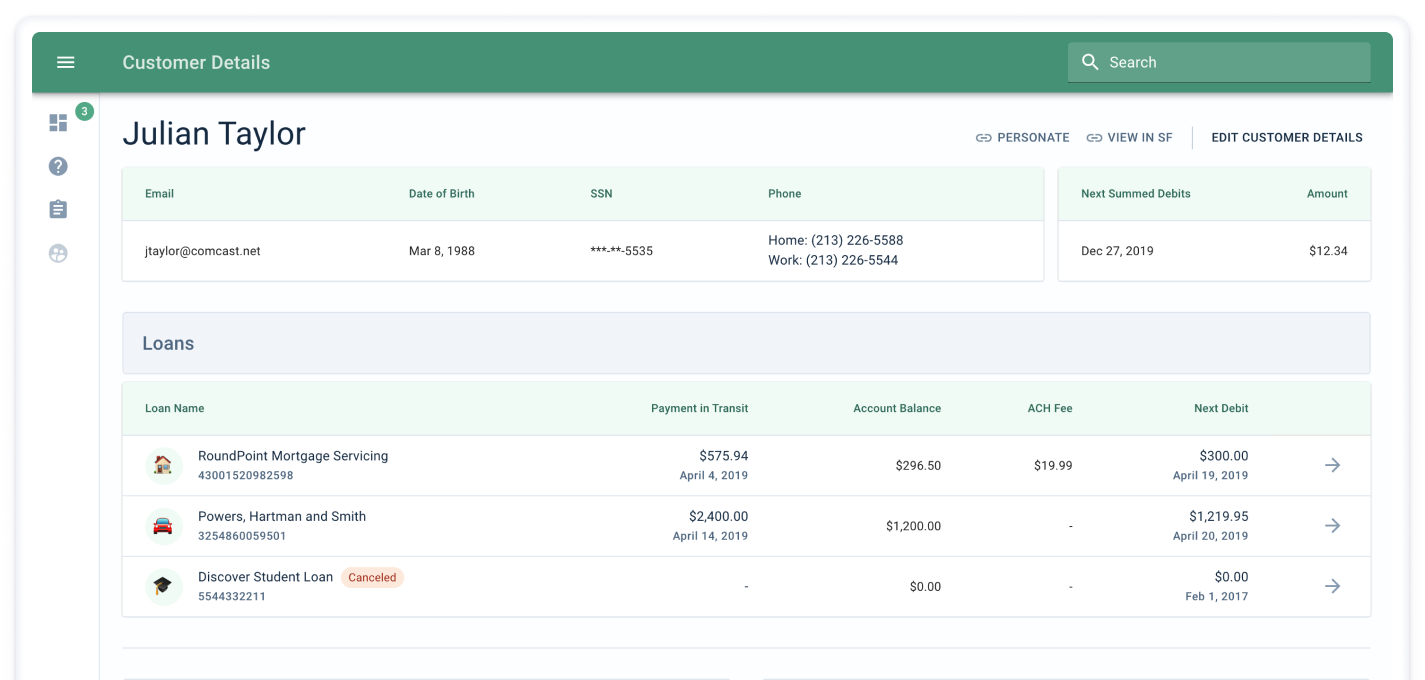 Customer Details
Search
3
Julian Taylor
PERSONATE
VIEW IN SF
EDIT CUSTOMER DETAILS
Email Date of Birth SSN Phone
jtaylor@comcast.net Mar 8, 1988 ***-**-5535
Home: (213) 226-5588
Work: (213) 226-5544
Next Summed Debits Amount
Dec 27, 2019 $12.34
Loans
Loan Name Payment in Transit Account Balance ACH Fee Next Debit
RoundPoint Mortgage Servicing $575.94 $296.50 $19.99 $300.00
43001520982598 April 4, 2019 April 19, 2019
Powers, Hartman and Smith $2,400.00 $1,200.00 - $1,219.95
3254860059501 April 14, 2019 April 20, 2019
Discover Student Loan Canceled - $0.00 - $0.00
5544332211 Feb 1, 2017